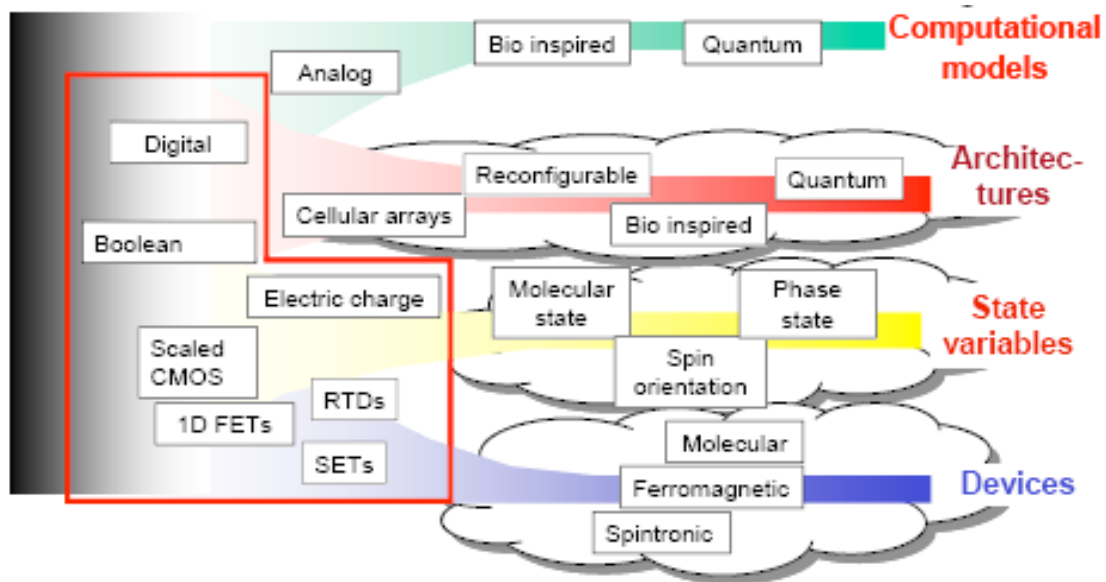 Bio inspired
Quantum
Computational
models
Analog
Digital
Reconfigurable
Quantum
Architec-
tures
Cellular arrays
Bio inspired
Boolean
Electric charge
Molecular
state
Phase
state
State
variables
Scaled
CMOS
Spin
orientation
1D FETs
RTDs
SETs
Molecular
Ferromagnetic
Devices
Spintronic